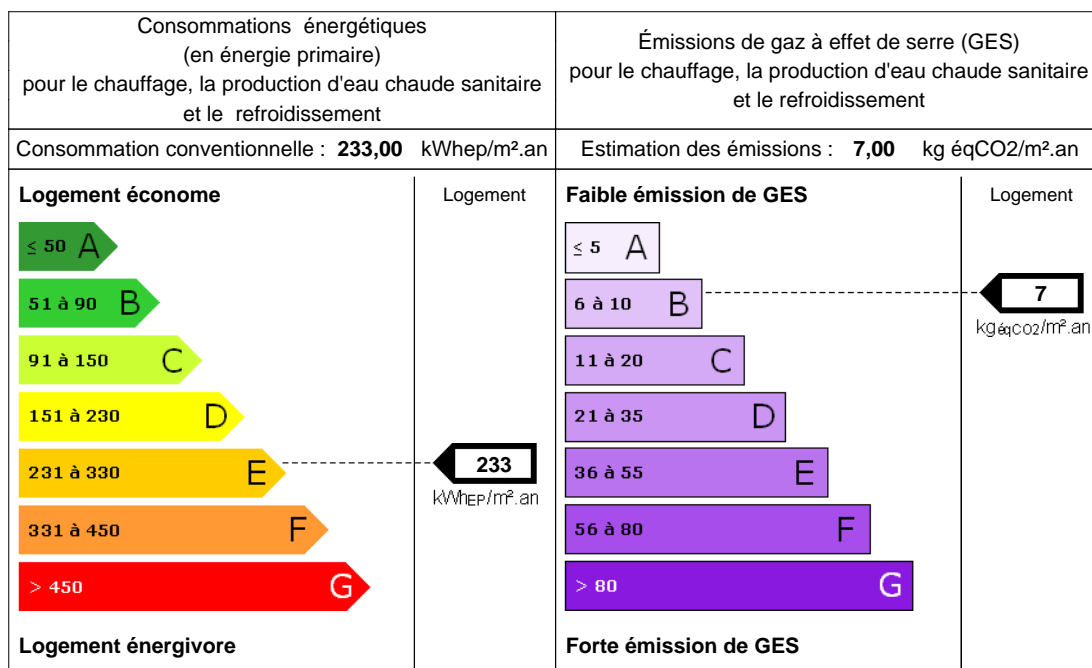 Consommations énergétiques
(en énergie primaire)
pour le chauffage, la production d'eau chaude sanitaire
et le refroidissement
Émissions de gaz à effet de serre (GES)
pour le chauffage, la production d'eau chaude sanitaire
et le refroidissement
Consommation conventionnelle : 233,00 kWhep/m².an
Estimation des émissions : 7,00 kg éqCO2/m².an
Logement économe
Logement
≤ 50 A
51 à 90 B
91 à 150 C
151 à 230 D
231 à 330 E
331 à 450 F
> 450 G
233
kWhEP/m².an
Logement énergivore
Faible émission de GES
Logement
≤ 5 A
6 à 10 B
11 à 20 C
21 à 35 D
36 à 55 E
56 à 80 F
> 80 G
7
kgéqCO2/m².an
Forte émission de GES